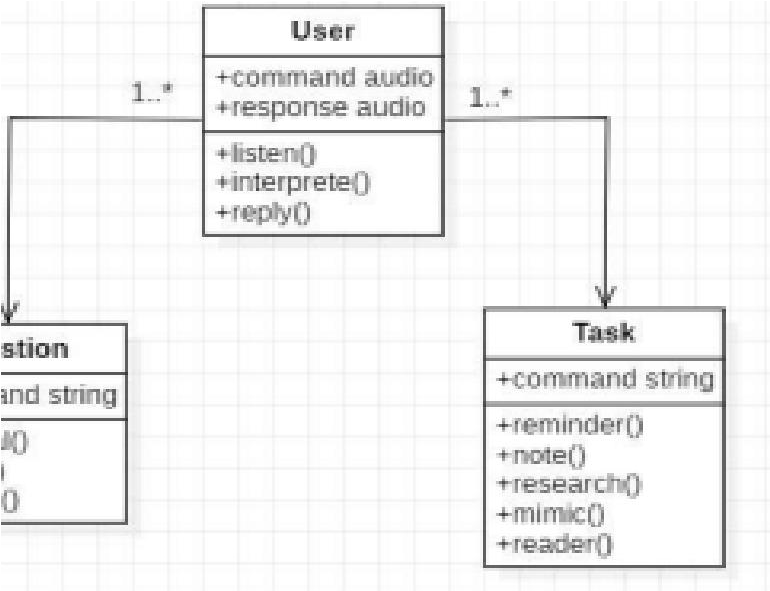 User
+command audio
+response audio
+listen()
+interprete()
+reply()
1..*
1..*
stion
and string
()
Task
+command string
+reminder()
+note()
+research()
+mimic()
+reader()